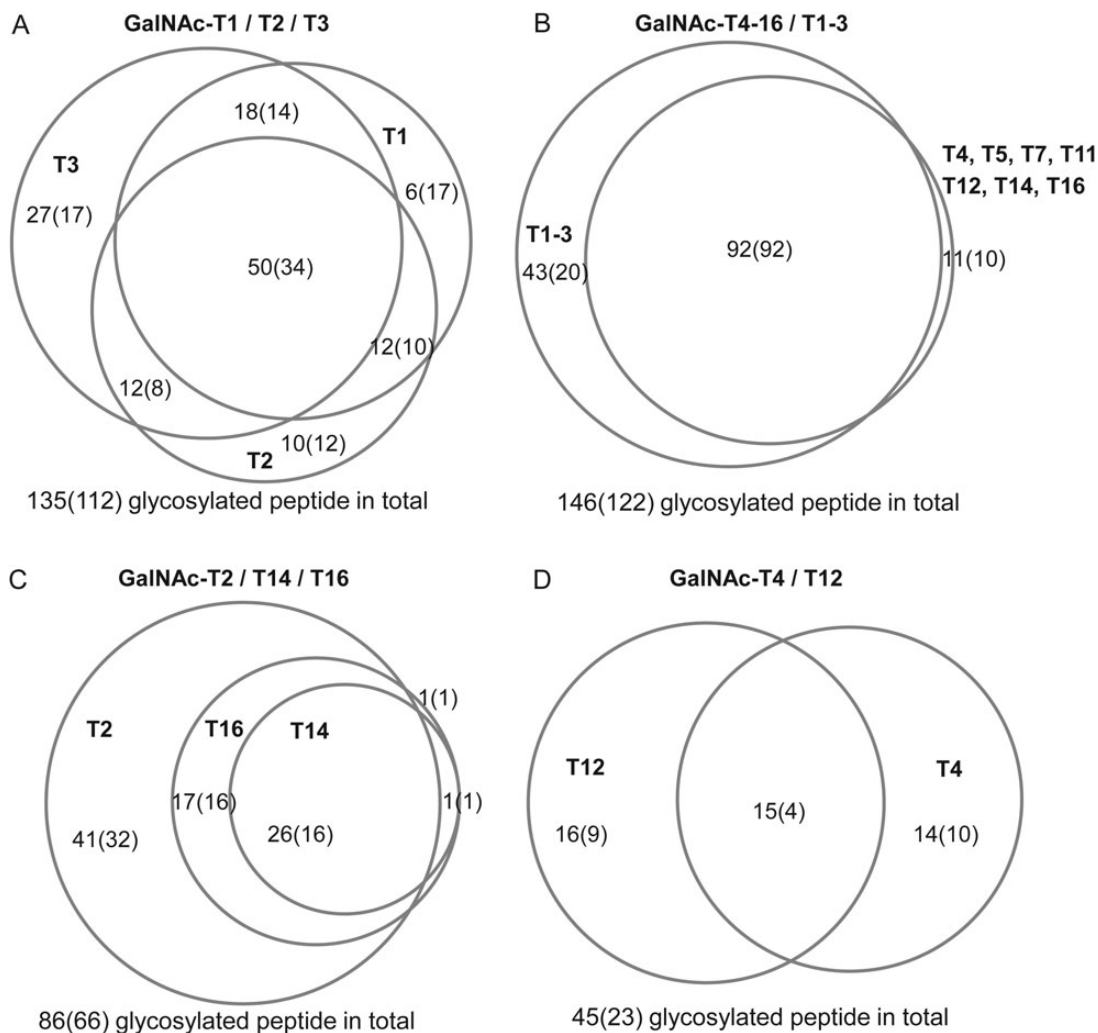 A
GalNAc-T1 / T2 / T3
18(14)
T1
T3
6(17)
27(17)
50(34)
12(10)
12(8)
10(12)
T2
135(112) glycosylated peptide in total
B
GalNAc-T4-16 / T1-3
T4, T5, T7, T11
T12, T14, T16
T1-3
92(92)
43(20)
11(10)
146(122) glycosylated peptide in total
C
GalNAc-T2 / T14 / T16
1(1)
T2
T16
T14
17(16)
1(1)
41(32)
26(16)
86(66) glycosylated peptide in total
D
GalNAc-T4 / T12
T12
T4
15(4)
16(9)
14(10)
45(23) glycosylated peptide in total